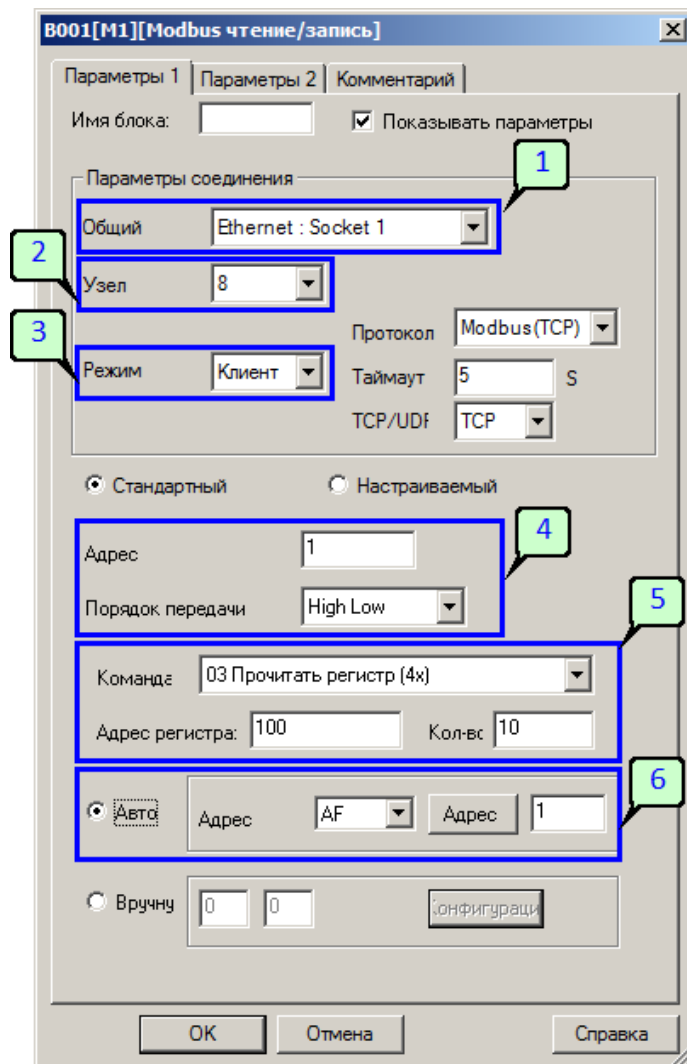 B001[M1][Modbus чтение/запись]
Параметры 1 Параметры 2 Комментарий
Имя блока: Показывать параметры
1
Параметры соединения
Общий Ethernet : Socket 1
2
Узел 8
3
Протокол Modbus(TCP)
Режим Клиент Таймаут 5 S
TCP/UDF TCP
Стандартный Настраиваемый
4
Адрес 1
Порядок передачи High Low
5
Команда 03 Прочитать регистр (4x)
Адрес регистра: 100 Кол-вс 10
6
Авто Адрес AF Адрес 1
Вручну 0 0 Конфигураци
OK Отмена Справка